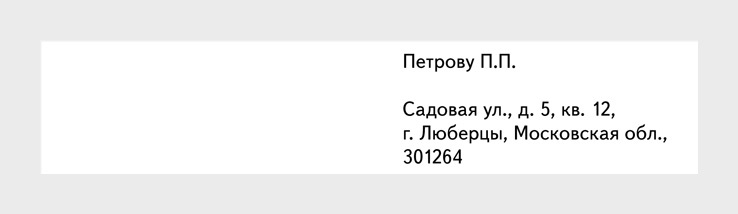 Петрову П.П.
Садовая ул., д. 5, кв. 12,
г. Люберцы, Московская обл.,
301264